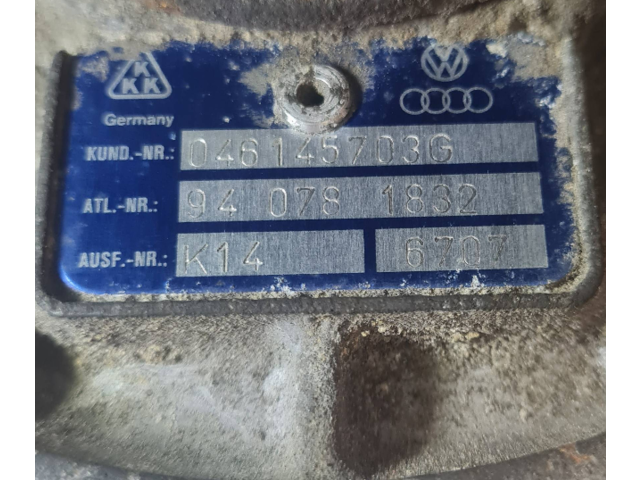 KKK
Germany
KUND.-NR.: 046145703G
ATL.-NR.: 94 078 1832
AUSF.-NR.: K14 6707